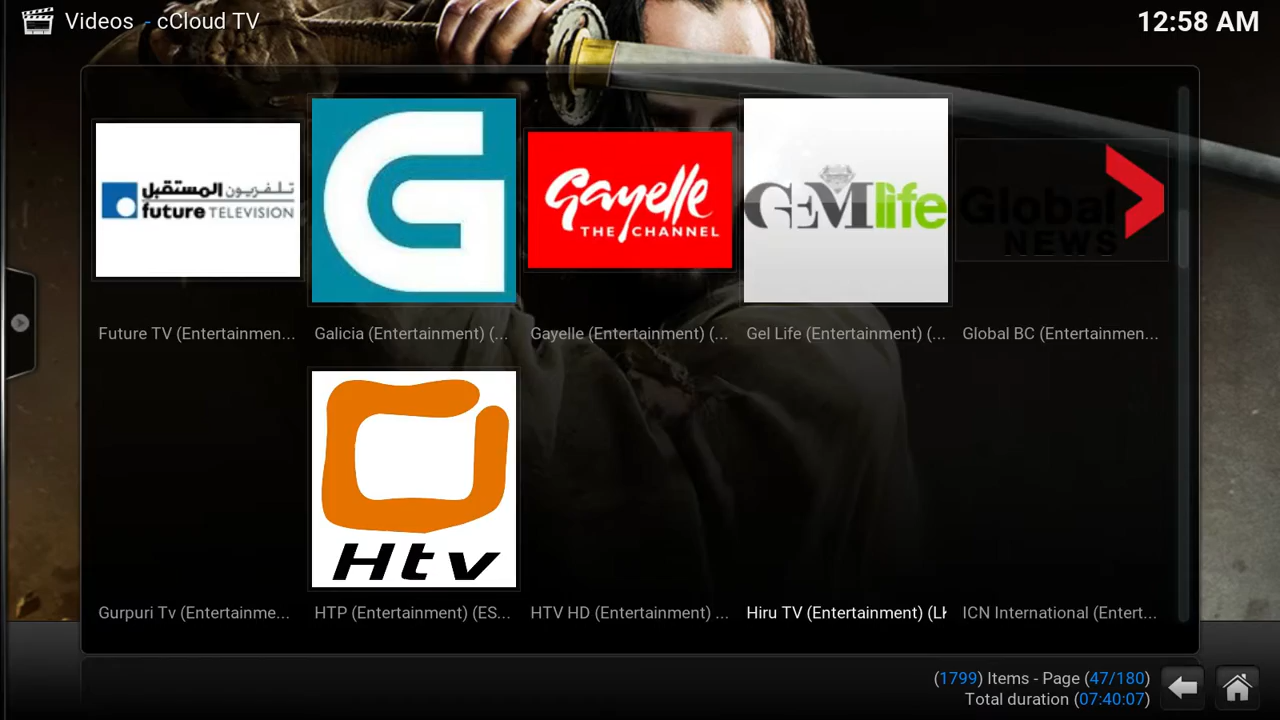 Videos - cCloud TV
12:58 AM
تلفزيون المستقبل
future TELEVISION
G
Gayelle
THE CHANNEL
GEMlife
Global
NEWS
Future TV (Entertainmen...
Galicia (Entertainment) (...
Gayelle (Entertainment) (...
Gel Life (Entertainment) (...
Global BC (Entertainmen...
Htv
Gurpuri Tv (Entertainme...
HTP (Entertainment) (ES...
HTV HD (Entertainment) ...
Hiru TV (Entertainment) (LK
ICN International (Entert...
(1799) Items - Page (47/180)
Total duration (07:40:07)